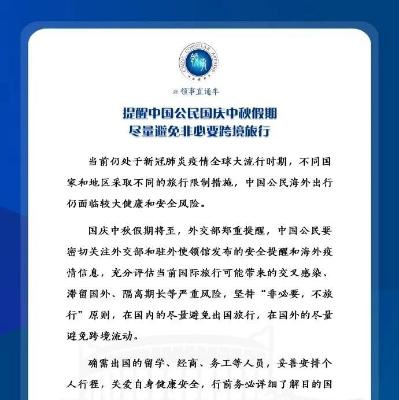 领事直通车
提醒中国公民国庆中秋假期
尽量避免非必要跨境旅行
当前仍处于新冠肺炎疫情全球大流行时期，不同国
家和地区采取不同的旅行限制措施，中国公民海外出行
仍面临较大健康和安全风险。
国庆中秋假期将至，外交部郑重提醒，中国公民要
密切关注外交部和驻外使领馆发布的安全提醒和海外疫
情信息，充分评估当前国际旅行可能带来的交叉感染、
滞留国外、隔离期长等严重风险，坚持“非必要，不旅
行”原则，在国内的尽量避免出国旅行，在国外的尽量
避免跨境流动。
确需出国的留学、经商、务工等人员，妥善安排个
人行程，关爱自身健康安全，行前务必详细了解目的国